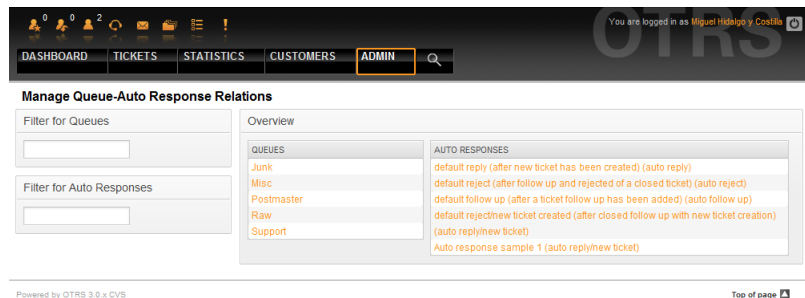 0 0 2
You are logged in as Miguel Hidalgo y Costilla
OTRS
DASHBOARD TICKETS STATISTICS CUSTOMERS ADMIN
Manage Queue-Auto Response Relations
Filter for Queues
Filter for Auto Responses
Overview
QUEUES
Junk
Misc
Postmaster
Raw
Support
AUTO RESPONSES
default reply (after new ticket has been created) (auto reply)
default reject (after follow up and rejected of a closed ticket) (auto reject)
default follow up (after a ticket follow up has been added) (auto follow up)
default reject/new ticket created (after closed follow up with new ticket creation)
(auto reply/new ticket)
Auto response sample 1 (auto reply/new ticket)
Powered by OTRS 3.0.x CVS
Top of page